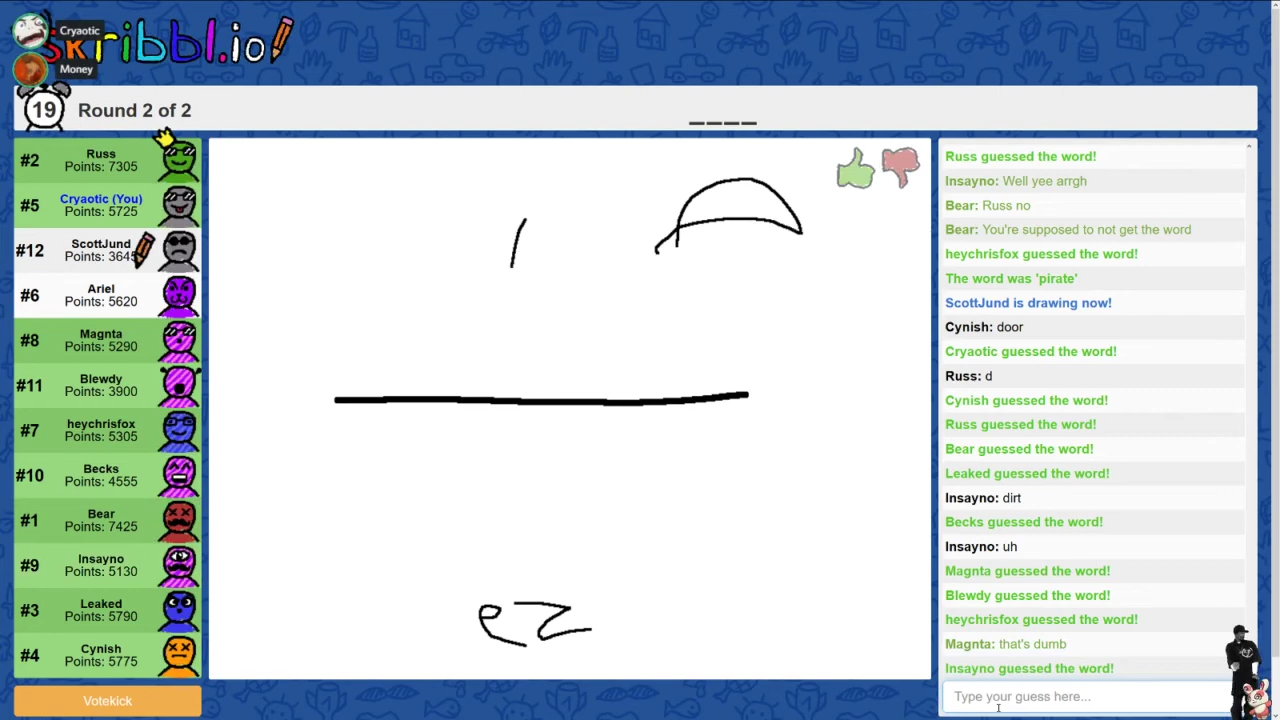 Cryaotic
skribbl.io
Money
19
Round 2 of 2
____
#2
Russ
Points: 7305
#5
Cryaotic (You)
Points: 5725
#12
ScottJund
Points: 3645
#6
Ariel
Points: 5620
#8
Magnta
Points: 5290
#11
Blewdy
Points: 3900
#7
heychrisfox
Points: 5305
#10
Becks
Points: 4555
#1
Bear
Points: 7425
#9
Insayno
Points: 5130
#3
Leaked
Points: 5790
#4
Cynish
Points: 5775
Votekick
ez
Russ guessed the word!
Insayno: Well yee arrgh
Bear: Russ no
Bear: You're supposed to not get the word
heychrisfox guessed the word!
The word was 'pirate'
ScottJund is drawing now!
Cynish: door
Cryaotic guessed the word!
Russ: d
Cynish guessed the word!
Russ guessed the word!
Bear guessed the word!
Leaked guessed the word!
Insayno: dirt
Becks guessed the word!
Insayno: uh
Magnta guessed the word!
Blewdy guessed the word!
heychrisfox guessed the word!
Magnta: that's dumb
Insayno guessed the word!
Type your guess here...